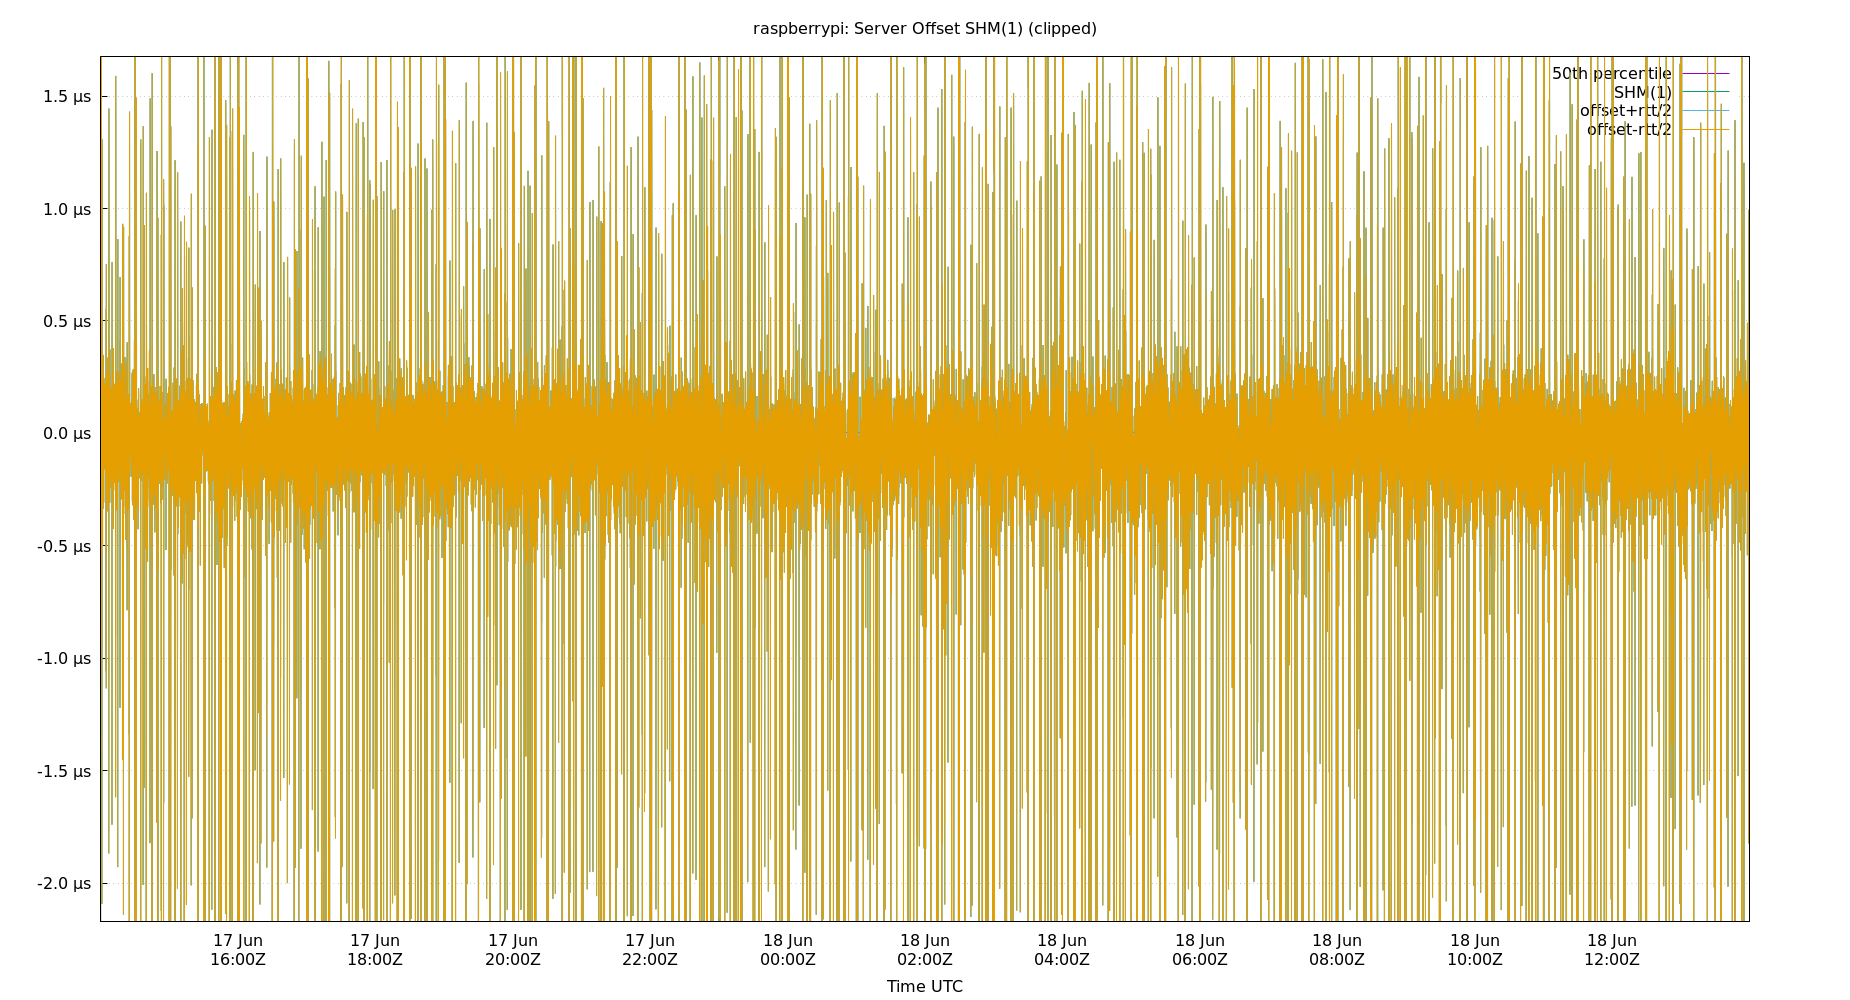 raspberrypi: Server Offset SHM(1) (clipped)
50th percentile
SHM(1)
offset+rtt/2
offset-rtt/2
1.5 µs
1.0 µs
0.5 µs
0.0 µs
-0.5 µs
-1.0 µs
-1.5 µs
-2.0 µs
17 Jun 17 Jun 17 Jun 17 Jun 18 Jun 18 Jun 18 Jun 18 Jun 18 Jun 18 Jun 18 Jun
16:00Z 18:00Z 20:00Z 22:00Z 00:00Z 02:00Z 04:00Z 06:00Z 08:00Z 10:00Z 12:00Z
Time UTC